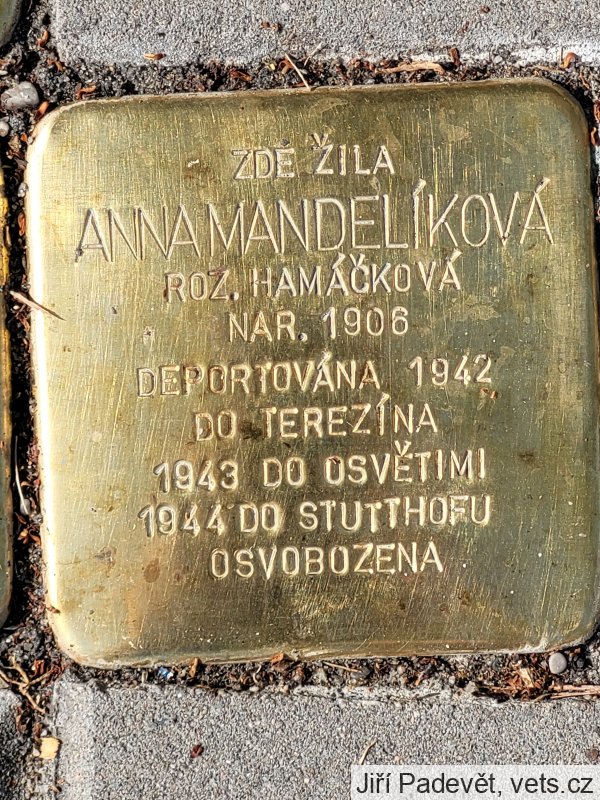 ZDE ŽILA
ANNA MANDELÍKOVÁ
ROZ. HAMÁČKOVÁ
NAR. 1906
DEPORTOVÁNA 1942
DO TEREZÍNA
1943 DO OSVĚTIMI
1944 DO STUTTHOFU
OSVOBOZENA
Jiří Padevět, vets.cz